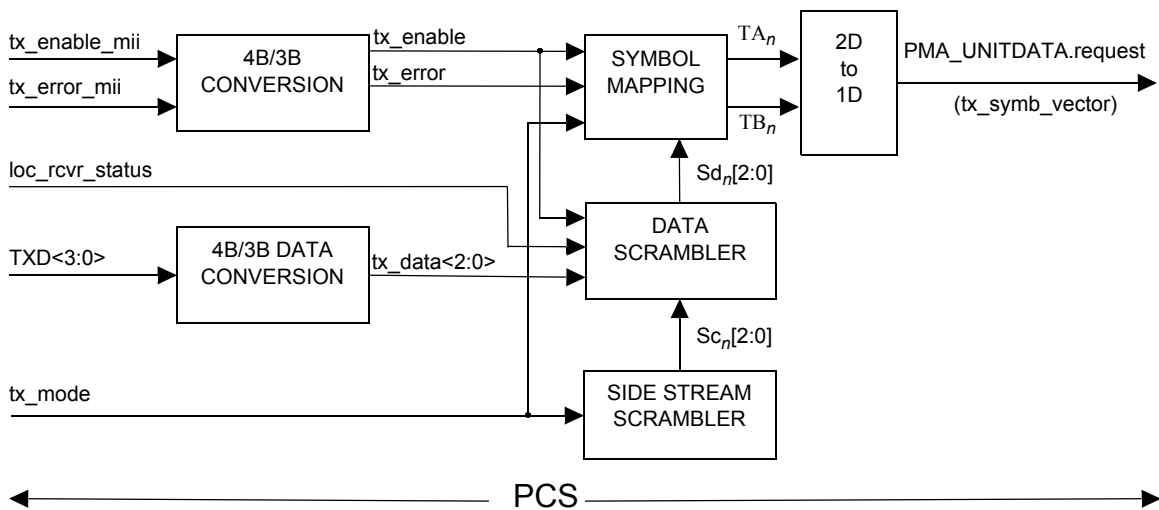 tx_enable_mii
tx_error_mii
4B/3B
CONVERSION
tx_enable
tx_error
SYMBOL
MAPPING
TAn
TBn
2D
to
1D
PMA_UNITDATA.request
(tx_symb_vector)
loc_rcvr_status
Sdn[2:0]
TXD<3:0>
4B/3B DATA
CONVERSION
tx_data<2:0>
DATA
SCRAMBLER
Scn[2:0]
tx_mode
SIDE STREAM
SCRAMBLER
PCS